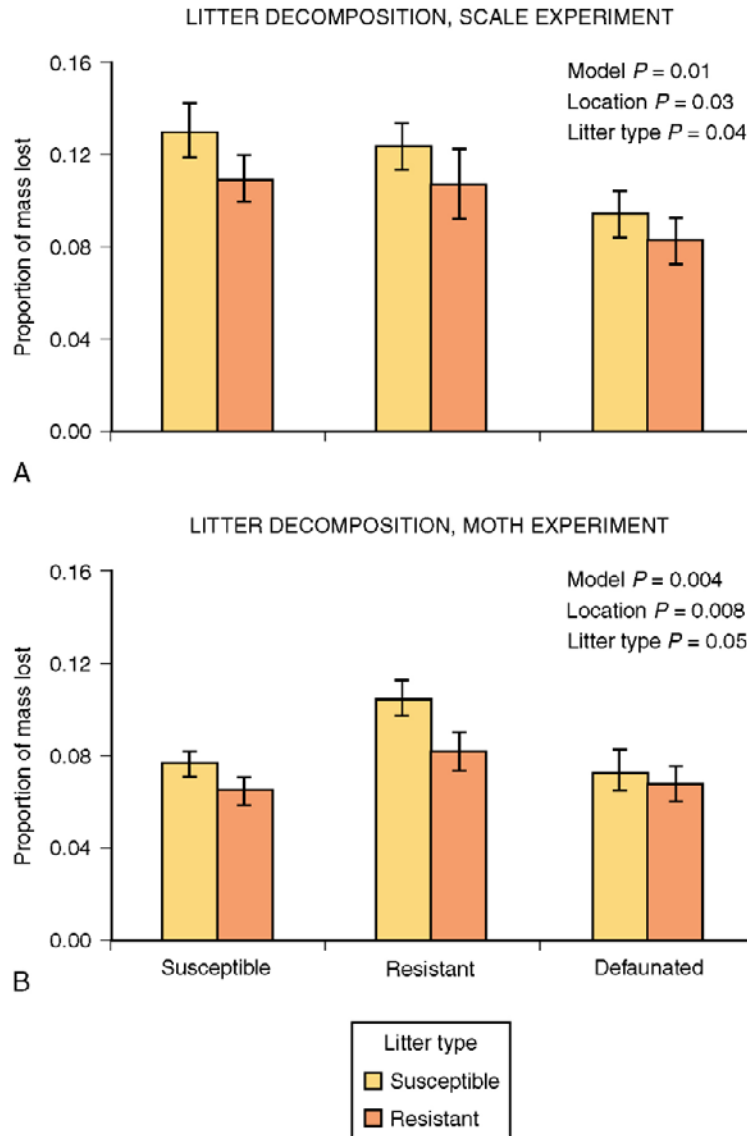 LITTER DECOMPOSITION, SCALE EXPERIMENT
Model P = 0.01
Location P = 0.03
Litter type P = 0.04
Proportion of mass lost
0.16
0.12
0.08
0.04
0.00
A
LITTER DECOMPOSITION, MOTH EXPERIMENT
Model P = 0.004
Location P = 0.008
Litter type P = 0.05
Proportion of mass lost
0.16
0.12
0.08
0.04
0.00
Susceptible Resistant Defaunated
B
Litter type
Susceptible
Resistant